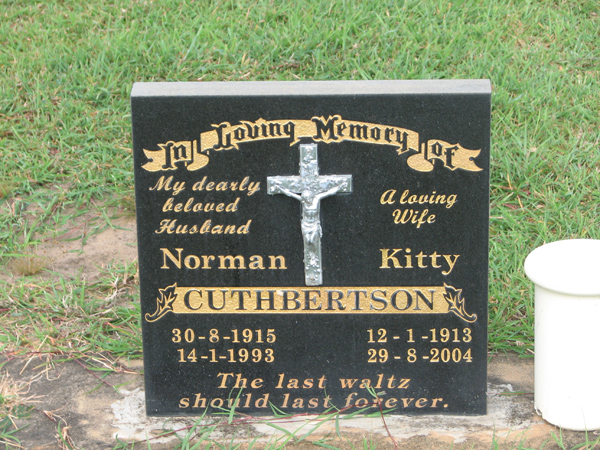 In Loving Memory of
My dearly
beloved
Husband
Norman
A loving
Wife
Kitty
CUTHBERTSON
30-8-1915
14-1-1993
12-1-1913
29-8-2004
The last waltz
should last forever.